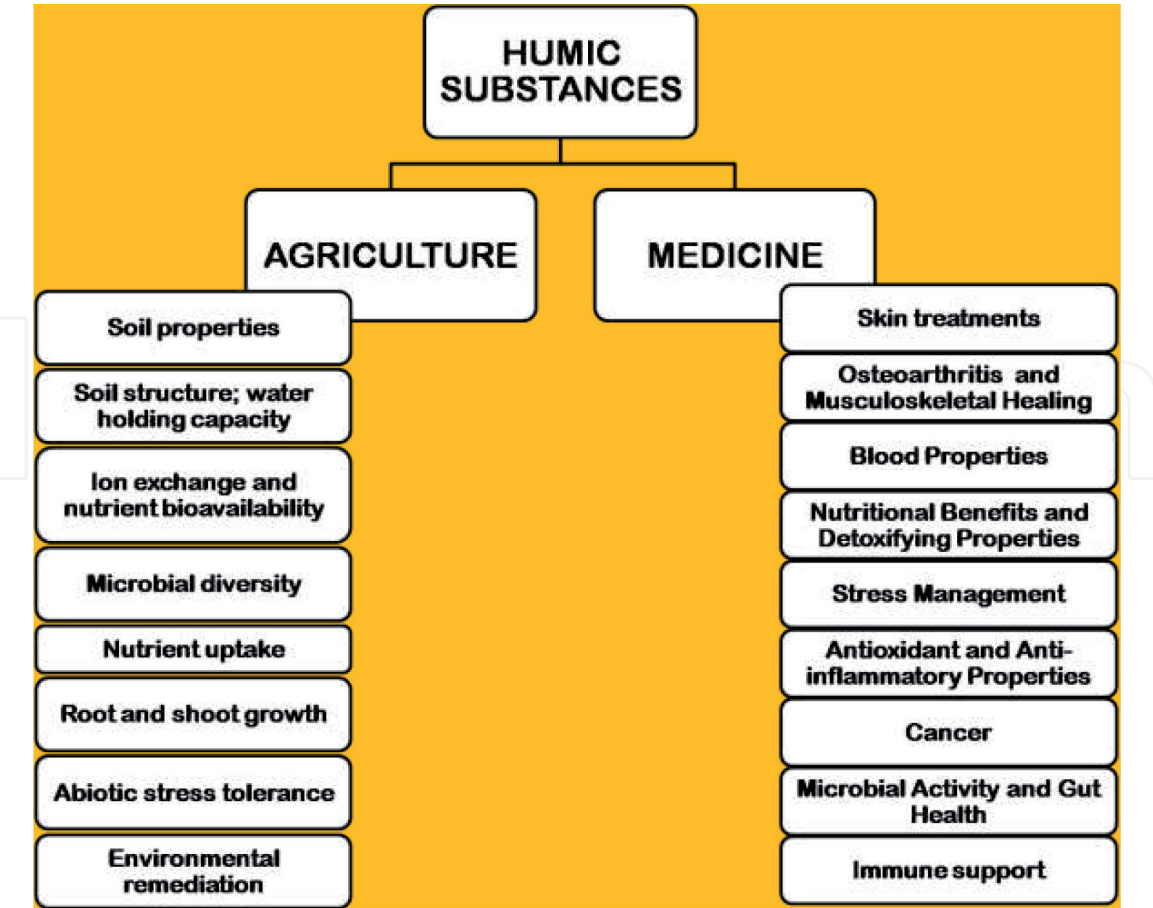 HUMIC
SUBSTANCES
AGRICULTURE
MEDICINE
Soil properties
Soil structure; water
holding capacity
Ion exchange and
nutrient bioavailability
Microbial diversity
Nutrient uptake
Root and shoot growth
Abiotic stress tolerance
Environmental
remediation
Skin treatments
Osteoarthritis and
Musculoskeletal Healing
Blood Properties
Nutritional Benefits and
Detoxifying Properties
Stress Management
Antioxidant and Anti-
inflammatory Properties
Cancer
Microbial Activity and Gut
Health
Immune support